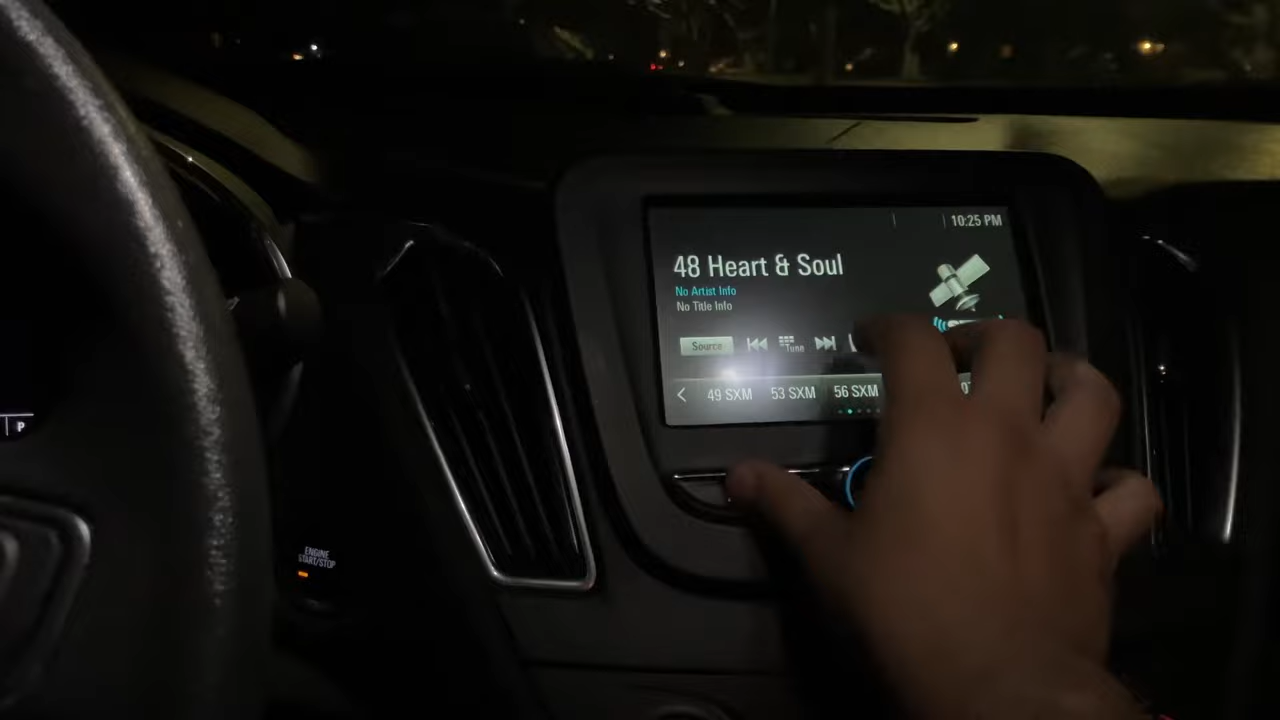 10:25 PM
48 Heart & Soul
No Artist Info
No Title Info
Source
Tune
49 SXM 53 SXM 56 SXM
P
ENGINE
START/STOP